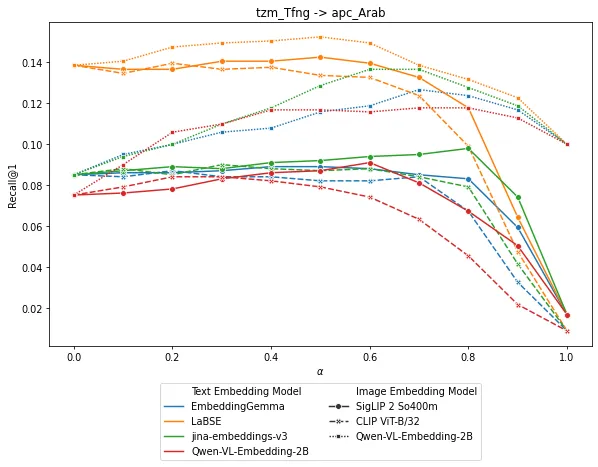 tzm_Tfng -> apc_Arab
Recall@1
0.14
0.12
0.10
0.08
0.06
0.04
0.02
0.0 0.2 0.4 0.6 0.8 1.0
α
Text Embedding Model
EmbeddingGemma
LaBSE
jina-embeddings-v3
Qwen-VL-Embedding-2B
Image Embedding Model
SigLIP 2 So400m
CLIP ViT-B/32
Qwen-VL-Embedding-2B